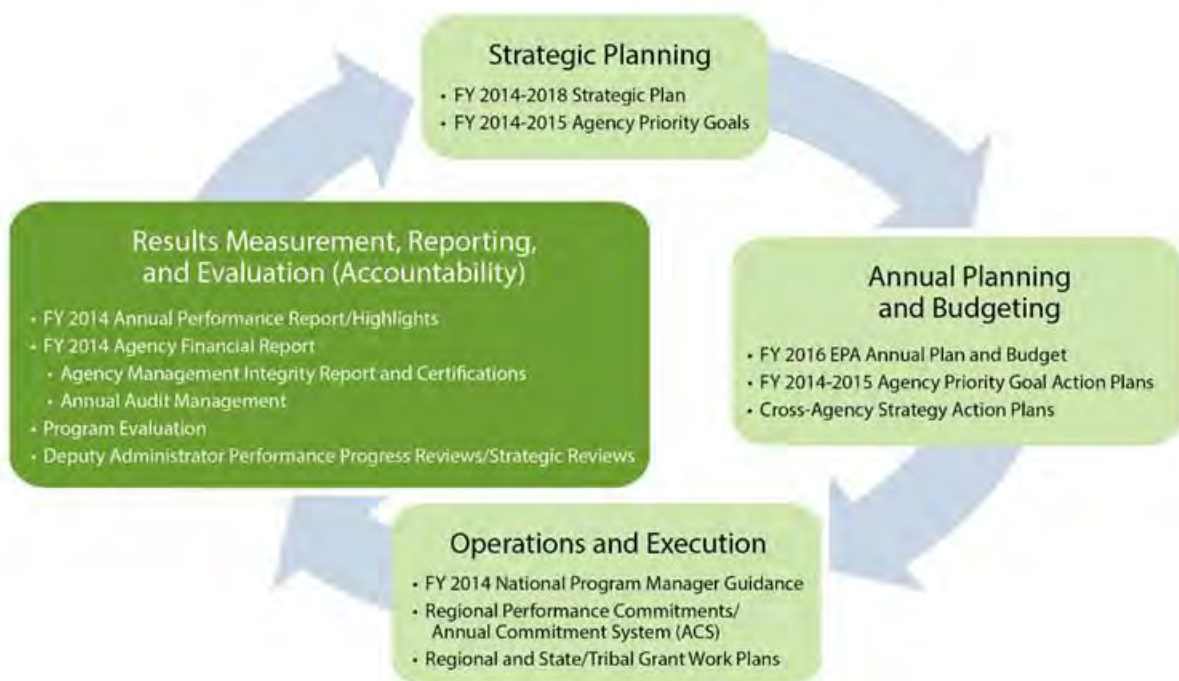 Strategic Planning
• FY 2014-2018 Strategic Plan
• FY 2014-2015 Agency Priority Goals
Annual Planning
and Budgeting
• FY 2016 EPA Annual Plan and Budget
• FY 2014-2015 Agency Priority Goal Action Plans
• Cross-Agency Strategy Action Plans
Operations and Execution
• FY 2014 National Program Manager Guidance
• Regional Performance Commitments/
Annual Commitment System (ACS)
• Regional and State/Tribal Grant Work Plans
Results Measurement, Reporting,
and Evaluation (Accountability)
• FY 2014 Annual Performance Report/Highlights
• FY 2014 Agency Financial Report
• Agency Management Integrity Report and Certifications
• Annual Audit Management
• Program Evaluation
• Deputy Administrator Performance Progress Reviews/Strategic Reviews